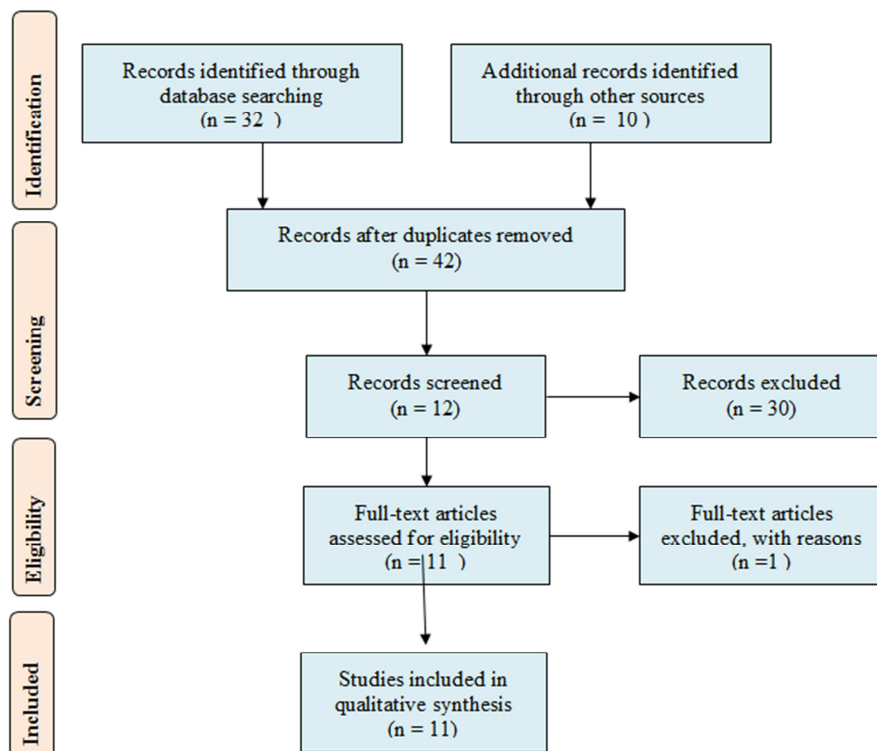 Identification
Records identified through
database searching
(n = 32 )
Additional records identified
through other sources
(n = 10 )
Screening
Records after duplicates removed
(n = 42)
Records screened
(n = 12)
Records excluded
(n = 30)
Eligibility
Full-text articles
assessed for eligibility
(n = 11 )
Full-text articles
excluded, with reasons
(n =1 )
Included
Studies included in
qualitative synthesis
(n = 11)